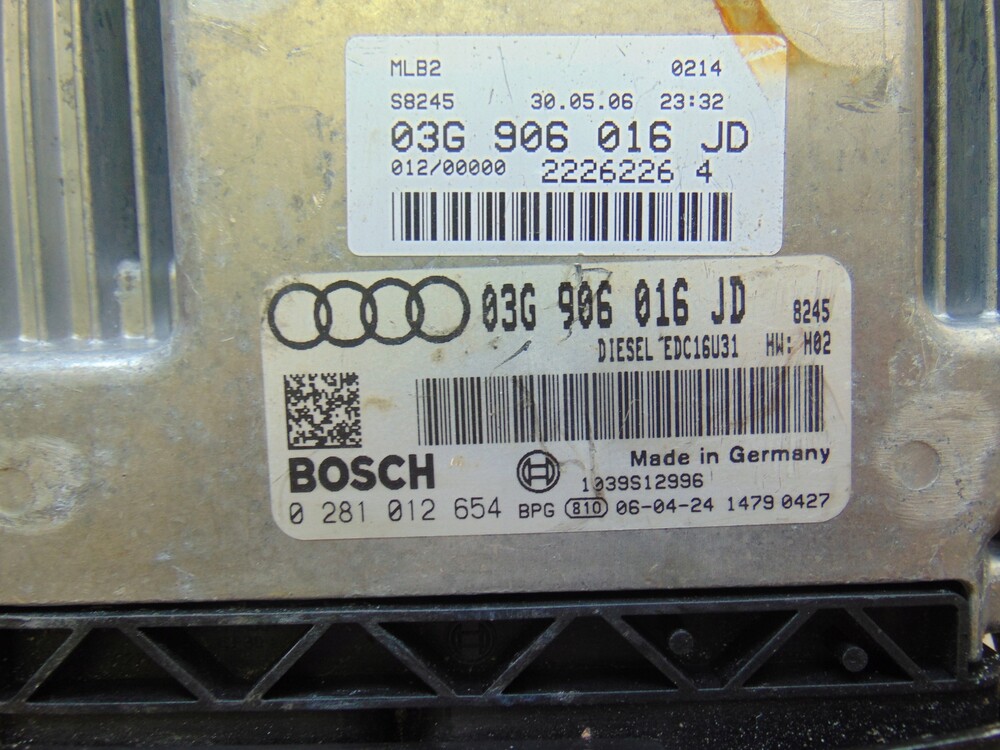 MLB2 0214
S8245 30.05.06 23:32
03G 906 016 JD
012/00000 2226226 4
03G 906 016 JD 8245
DIESEL EDC16U31 HW: H02
BOSCH Made in Germany
1039S12996
0 281 012 654 BPG 810 06-04-24 1479 0427